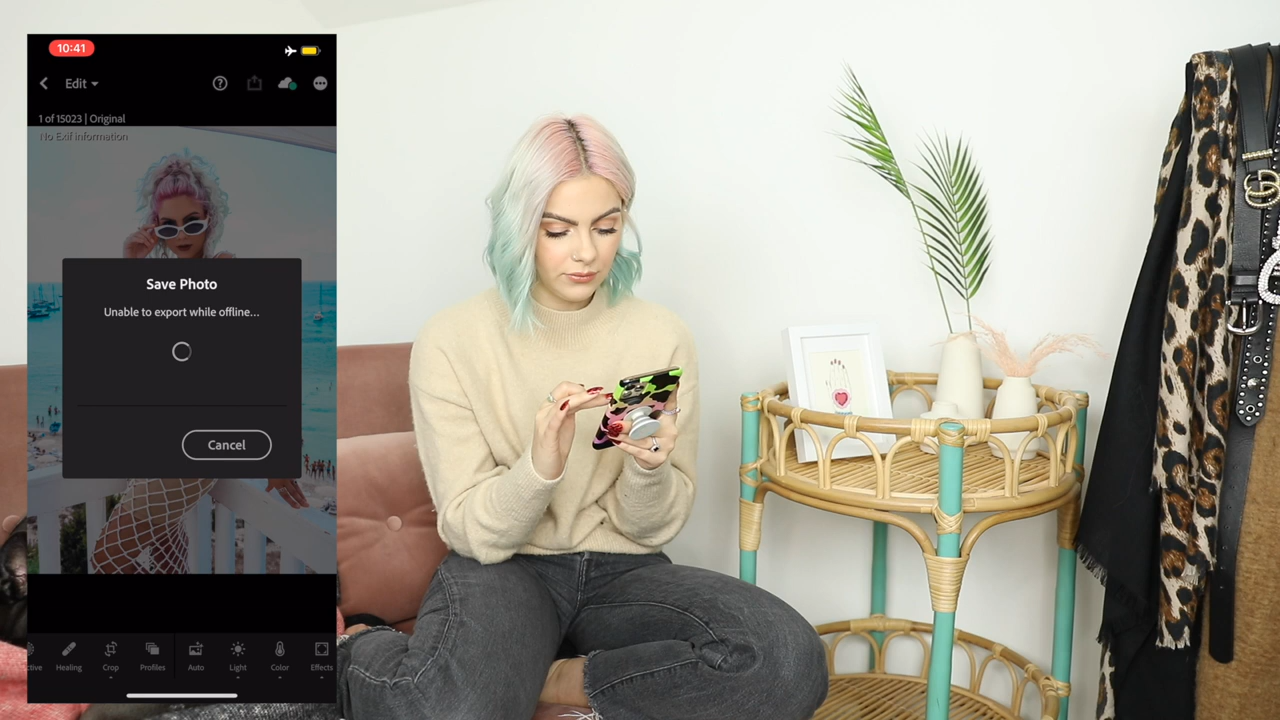 10:41
Edit
1 of 15023 | Original
No Exif information
Save Photo
Unable to export while offline...
Cancel
ctive
Healing
Crop
Profiles
Auto
Light
Color
Effects